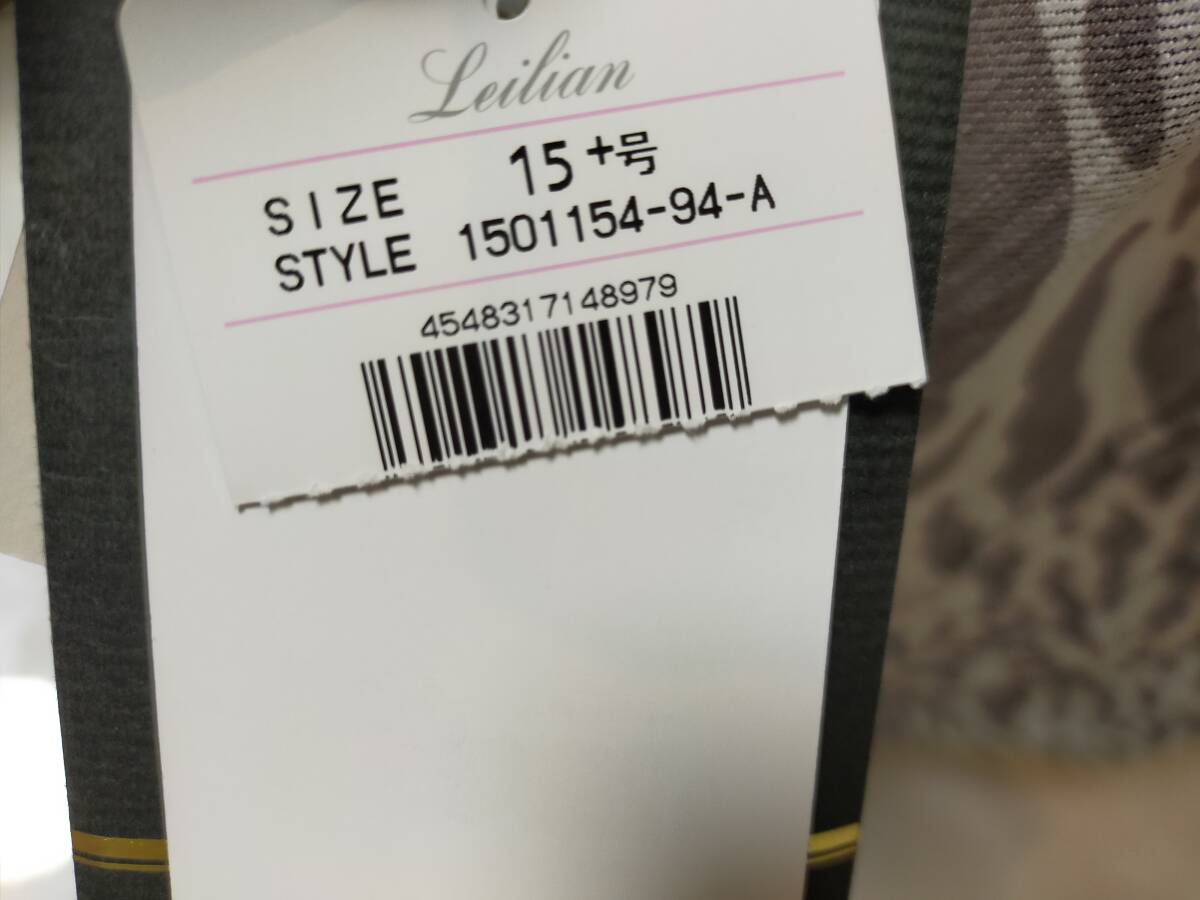 Leilian
SIZE 15+号
STYLE 1501154-94-A
4548317148979